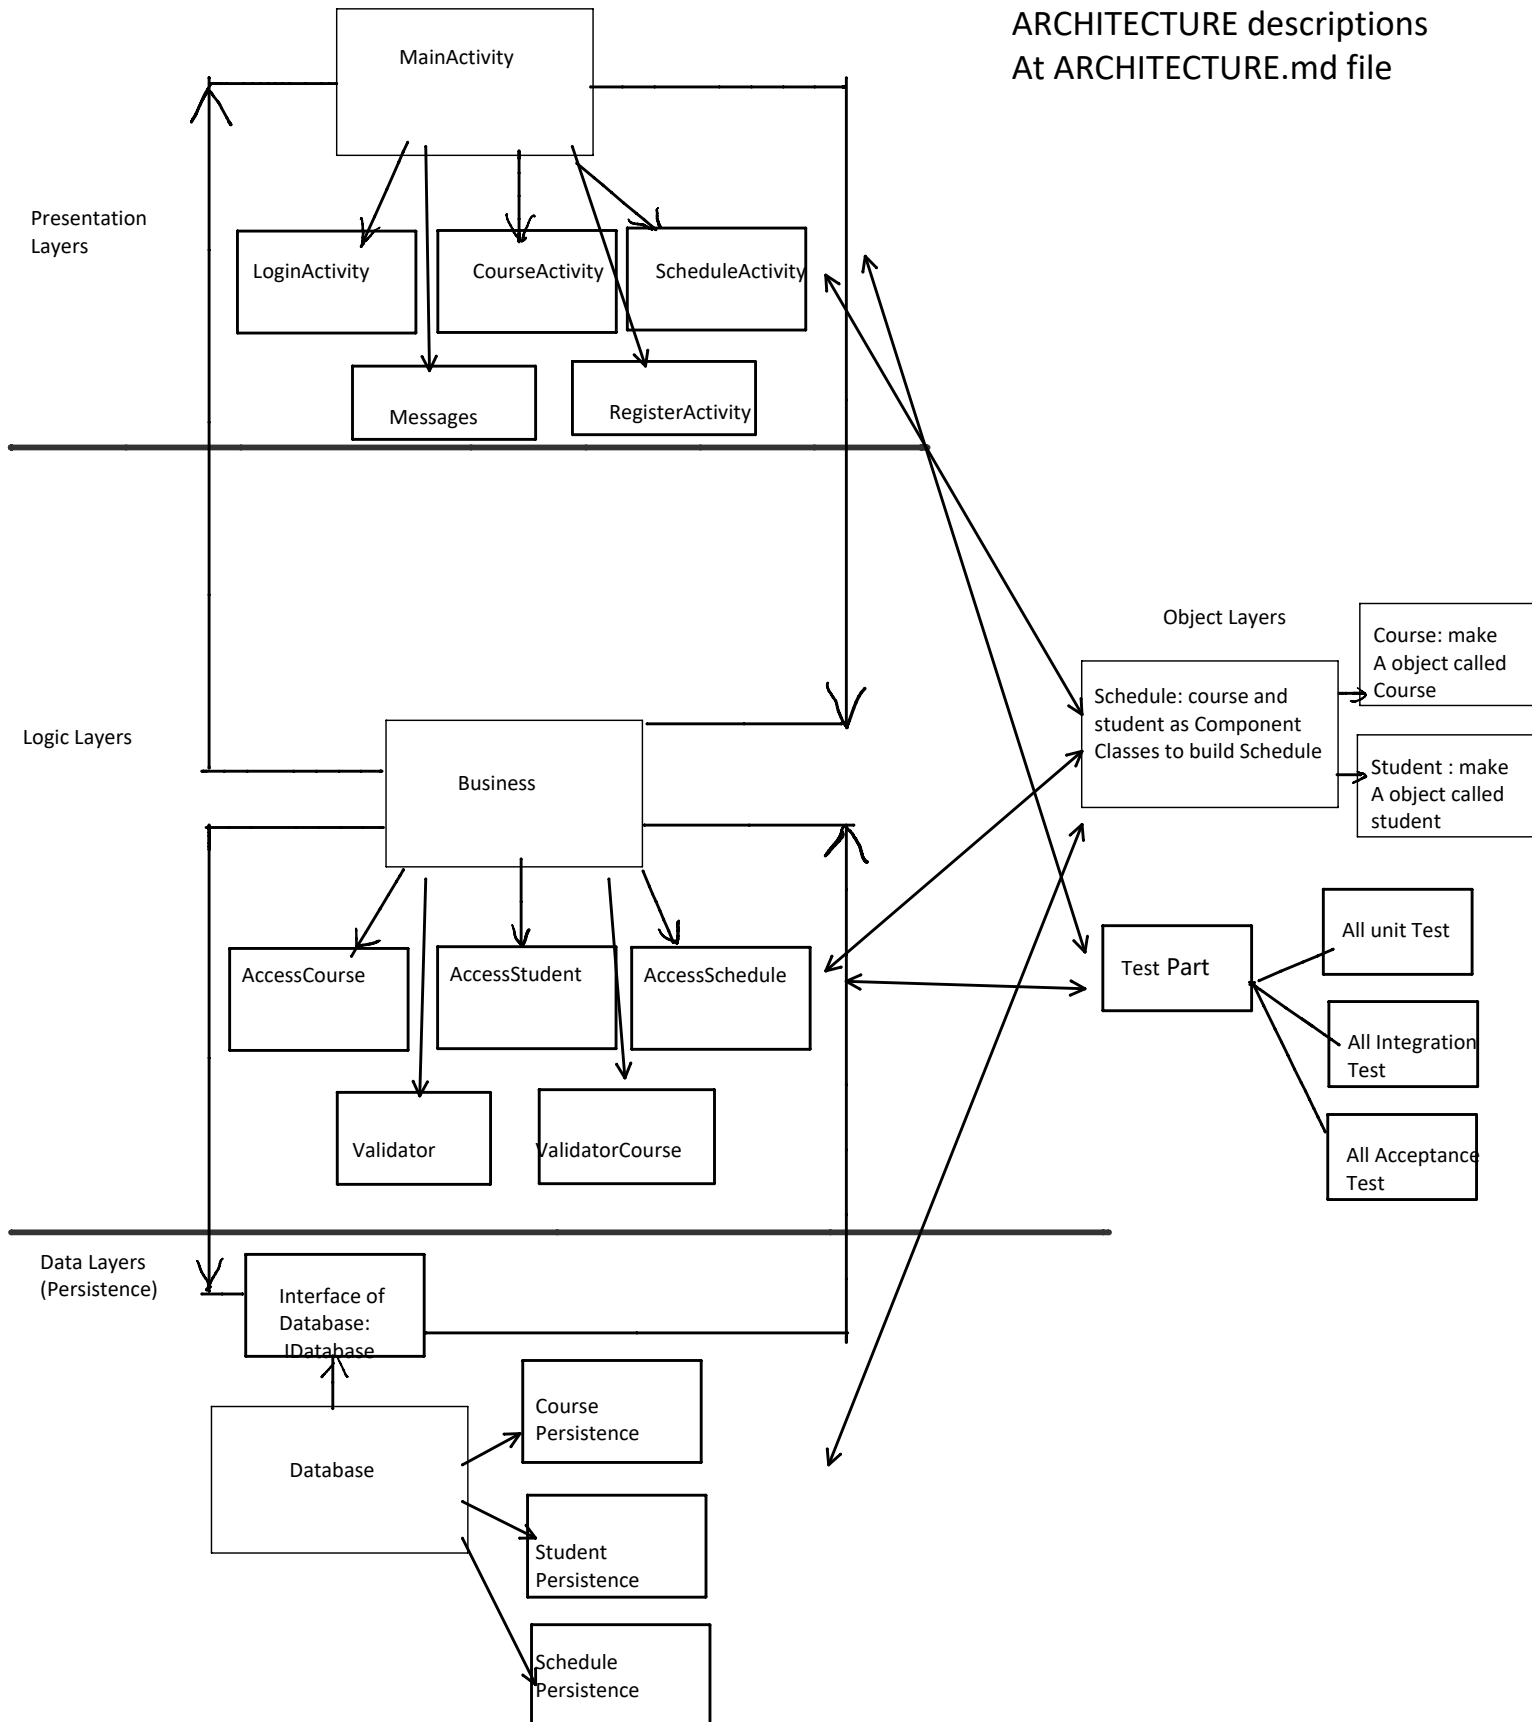 ARCHITECTURE descriptions
At ARCHITECTURE.md file
MainActivity
Presentation
Layers
LoginActivity
CourseActivity
ScheduleActivity
Messages
RegisterActivity
Object Layers
Course: make
A object called
Course
Schedule: course and
student as Component
Classes to build Schedule
Student : make
A object called
student
Logic Layers
Business
AccessCourse
AccessStudent
AccessSchedule
Validator
ValidatorCourse
Test Part
All unit Test
All Integration
Test
All Acceptance
Test
Data Layers
(Persistence)
Interface of
Database:
IDatabase
Database
Course
Persistence
Student
Persistence
Schedule
Persistence